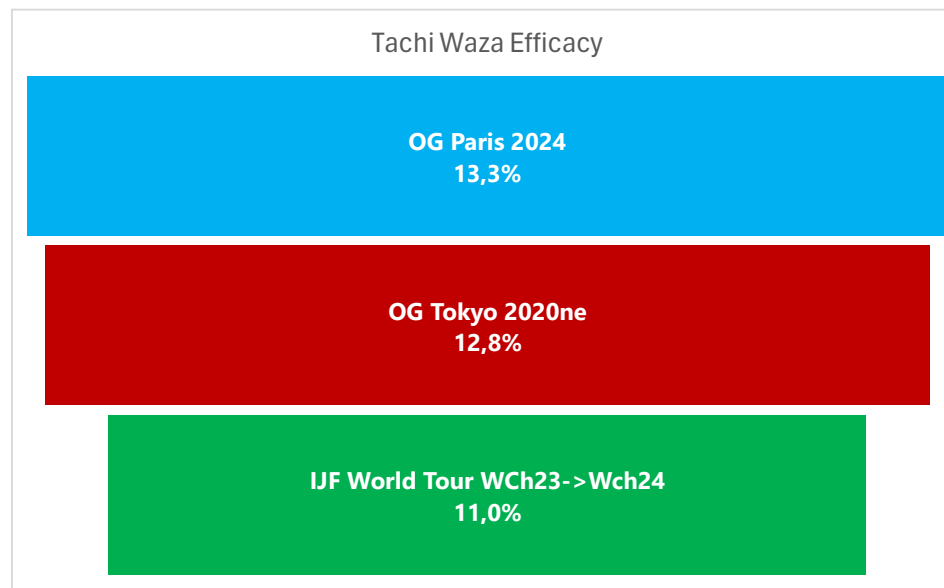 Tachi Waza Efficacy
OG Paris 2024
13,3%
OG Tokyo 2020ne
12,8%
IJF World Tour WCh23->Wch24
11,0%